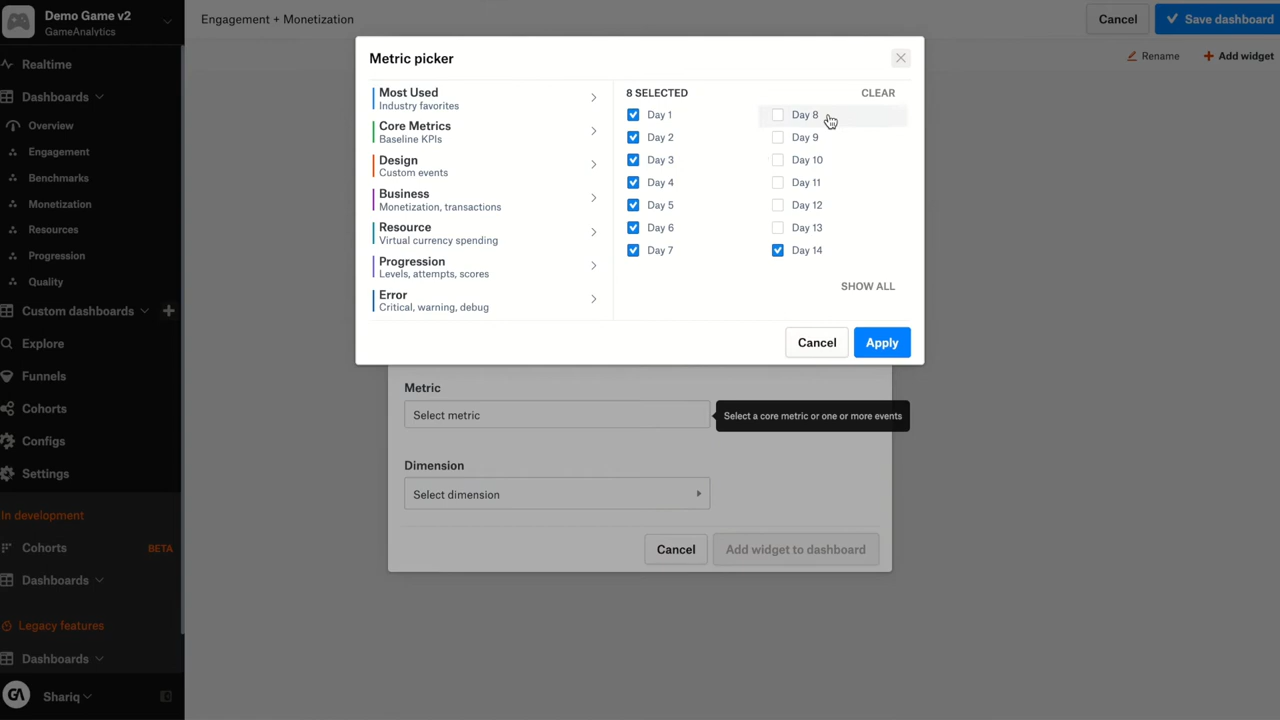 Demo Game v2
GameAnalytics
Realtime
Dashboards
Overview
Engagement
Benchmarks
Monetization
Resources
Progression
Quality
Custom dashboards
Explore
Funnels
Cohorts
Configs
Settings
In development
Cohorts BETA
Dashboards
Legacy features
Dashboards
GA Shariq
Engagement + Monetization
Cancel
Save dashboard
Rename
Add widget
Metric picker
Most Used
Industry favorites
Core Metrics
Baseline KPIs
Design
Custom events
Business
Monetization, transactions
Resource
Virtual currency spending
Progression
Levels, attempts, scores
Error
Critical, warning, debug
8 SELECTED CLEAR
Day 1 Day 8
Day 2 Day 9
Day 3 Day 10
Day 4 Day 11
Day 5 Day 12
Day 6 Day 13
Day 7 Day 14
SHOW ALL
Cancel Apply
Metric
Select metric
Select a core metric or one or more events
Dimension
Select dimension
Cancel Add widget to dashboard